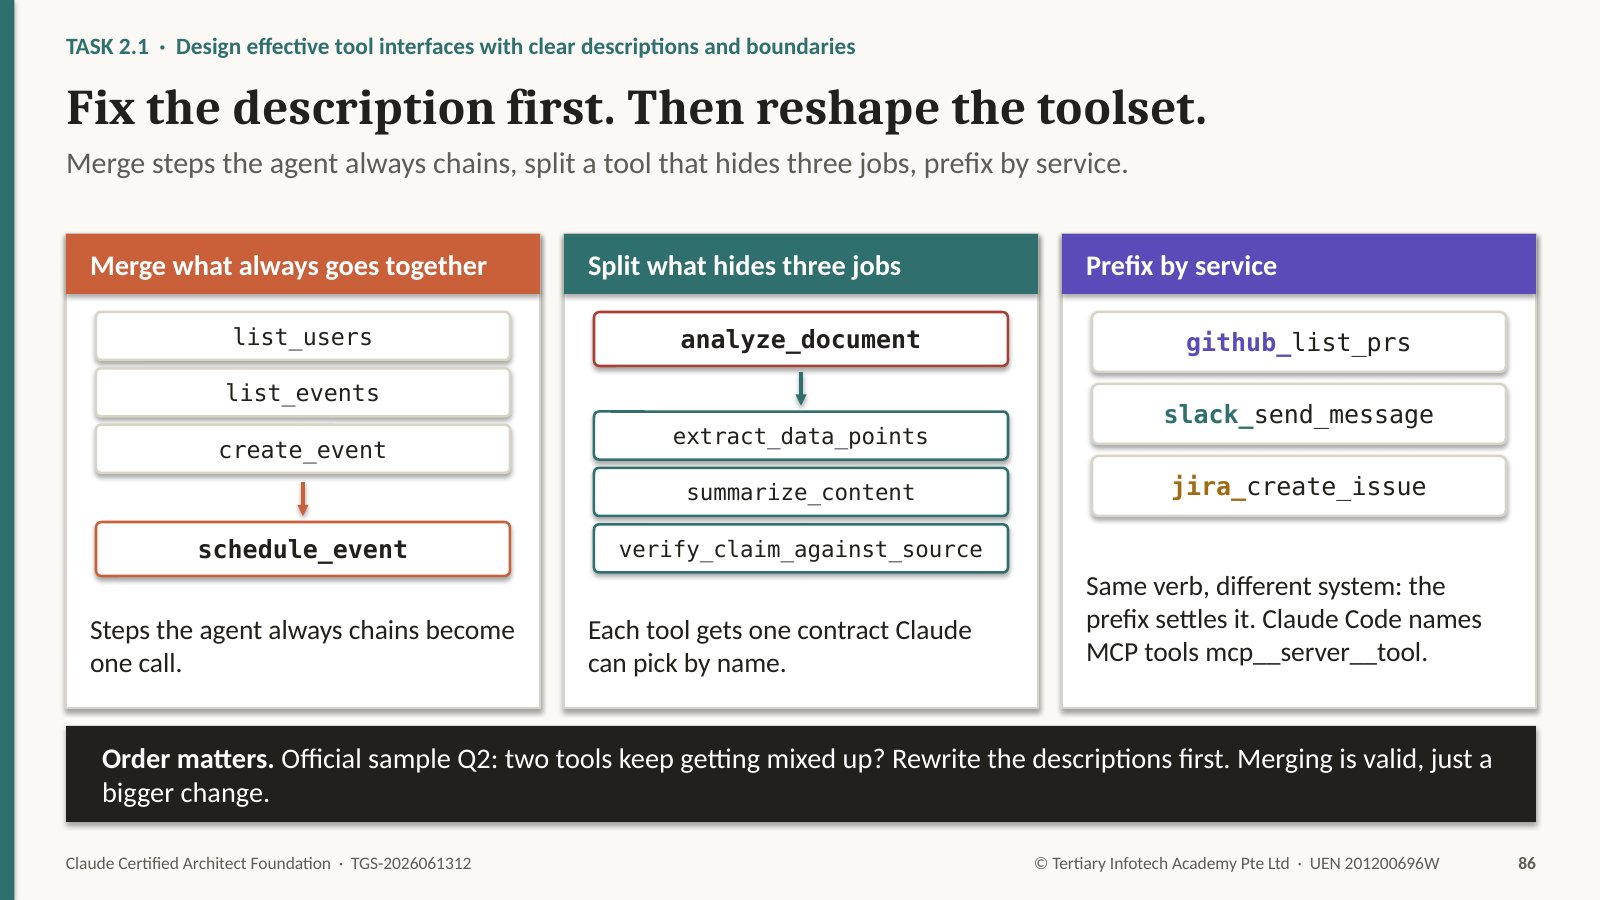 TASK 2.1 · Design effective tool interfaces with clear descriptions and boundaries
Fix the description first. Then reshape the toolset.
Merge steps the agent always chains, split a tool that hides three jobs, prefix by service.
Merge what always goes together
list_users
list_events
create_event
schedule_event
Steps the agent always chains become
one call.
Split what hides three jobs
analyze_document
extract_data_points
summarize_content
verify_claim_against_source
Each tool gets one contract Claude
can pick by name.
Prefix by service
github_list_prs
slack_send_message
jira_create_issue
Same verb, different system: the
prefix settles it. Claude Code names
MCP tools mcp__server__tool.
Order matters. Official sample Q2: two tools keep getting mixed up? Rewrite the descriptions first. Merging is valid, just a
bigger change.
Claude Certified Architect Foundation · TGS-2026061312
© Tertiary Infotech Academy Pte Ltd · UEN 201200696W
86